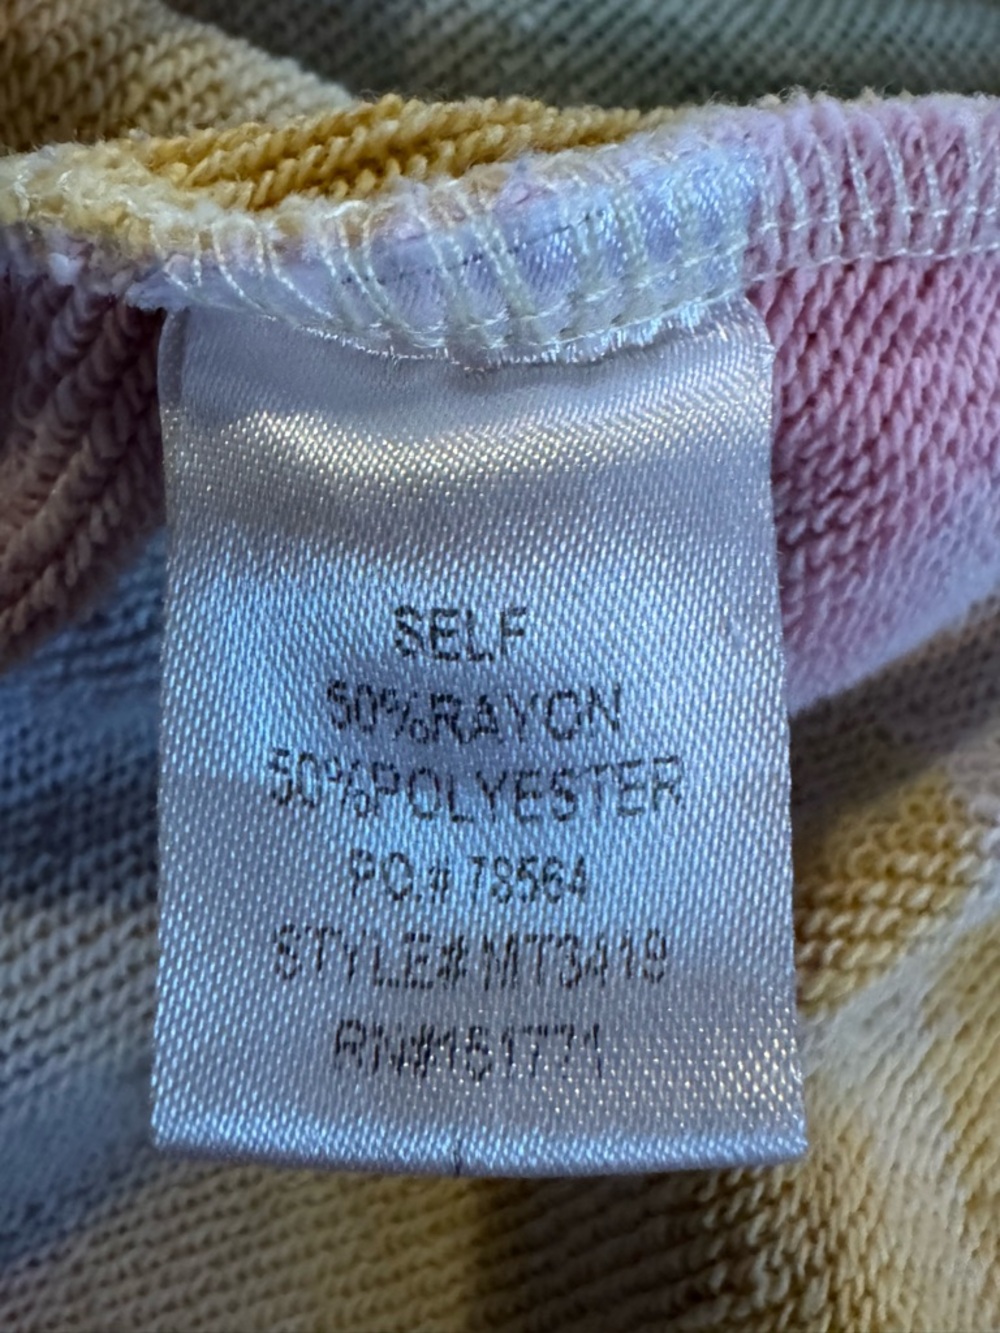 SELF
50%RAYON
50%POLYESTER
PO.# 78564
STYLE# MT3419
RN#151771